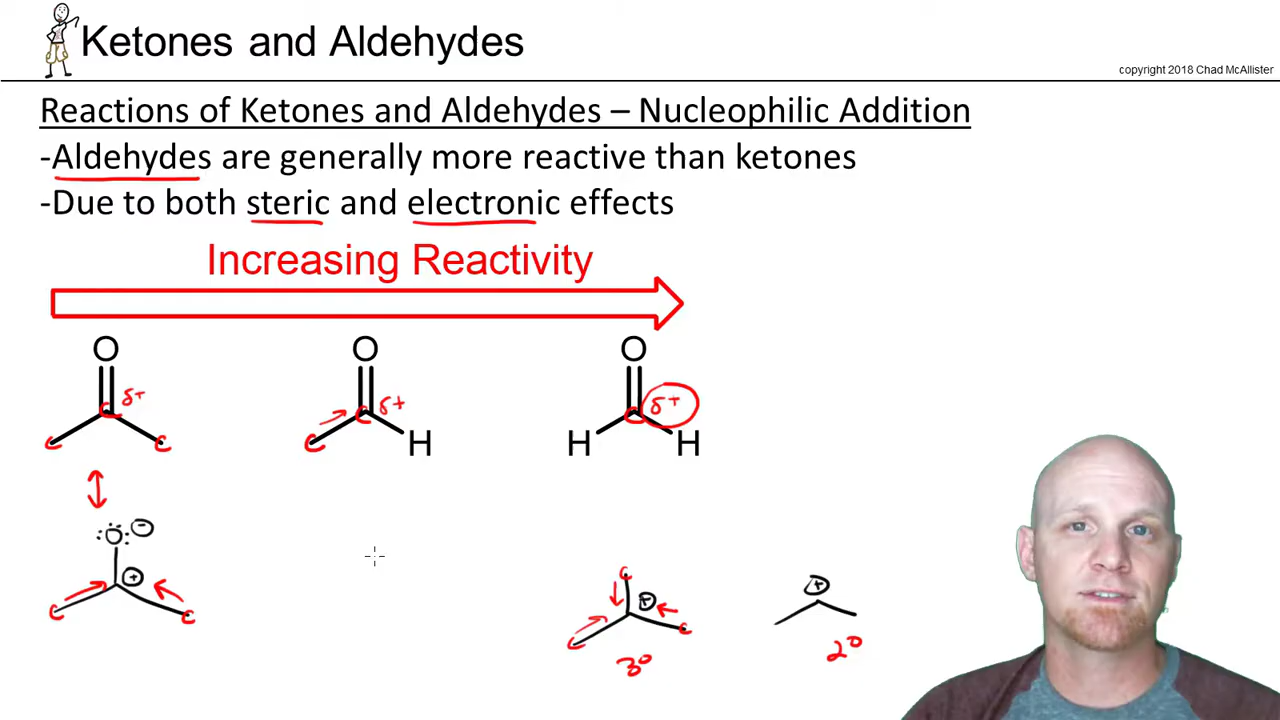 Ketones and Aldehydes
copyright 2018 Chad McAllister
Reactions of Ketones and Aldehydes – Nucleophilic Addition
-Aldehydes are generally more reactive than ketones
-Due to both steric and electronic effects
Increasing Reactivity
O O O
δ+ δ+ δ+
C C C
C C C H H H
:Ö: ⊖
⊕
C C
C
⊕ ⊕
C C
3° 2°